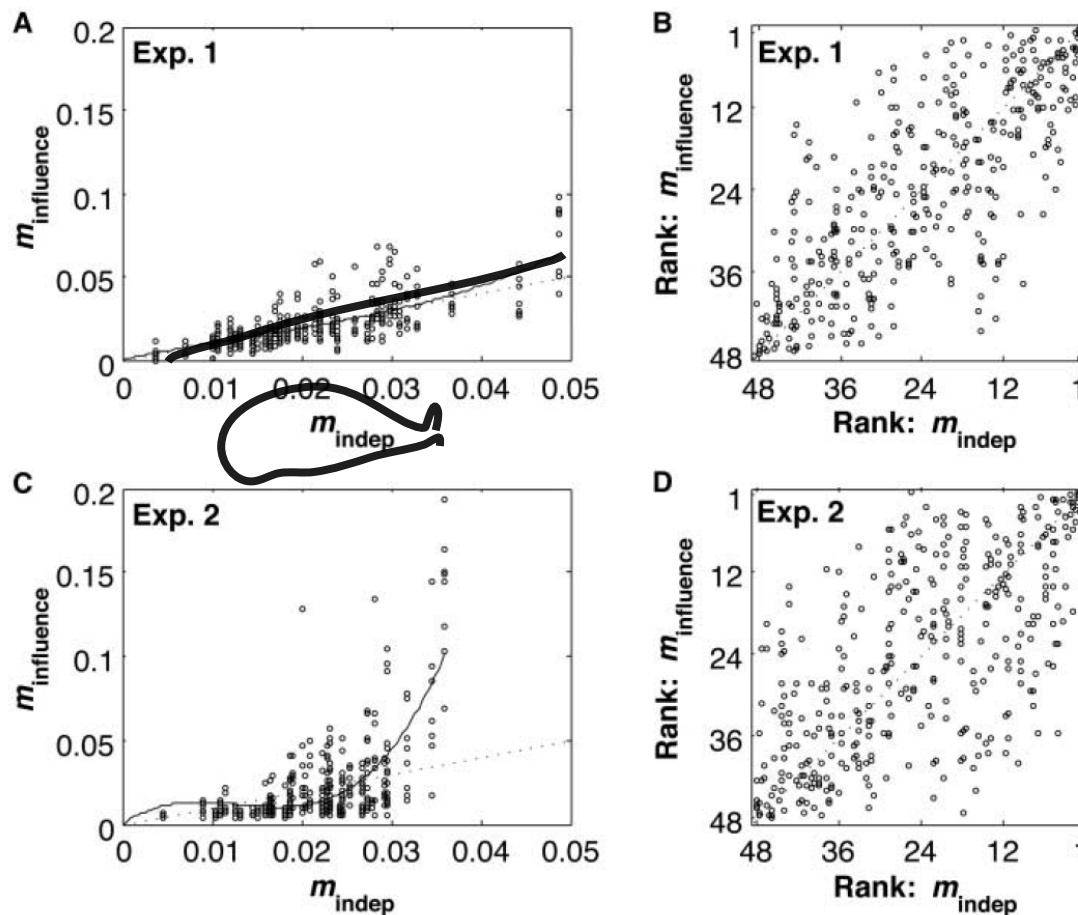 A
Exp. 1
0.2
0.15
0.1
0.05
0
m influence
0 0.01 0.02 0.03 0.04 0.05
m indep
B
Exp. 1
1
12
24
36
48
Rank: m influence
48 36 24 12 1
Rank: m indep
C
Exp. 2
0.2
0.15
0.1
0.05
0
m influence
0 0.01 0.02 0.03 0.04 0.05
m indep
D
Exp. 2
1
12
24
36
48
Rank: m influence
48 36 24 12 1
Rank: m indep